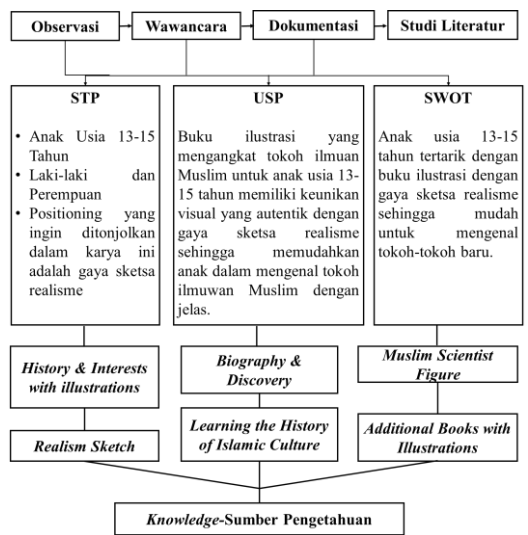 Observasi
Wawancara
Dokumentasi
Studi Literatur
STP
• Anak Usia 13-15
Tahun
• Laki-laki dan
Perempuan
• Positioning yang
ingin ditonjolkan
dalam karya ini
adalah gaya sketsa
realisme
USP
Buku ilustrasi yang
mengangkat tokoh ilmuan
Muslim untuk anak usia 13-
15 tahun memiliki keunikan
visual yang autentik dengan
gaya sketsa realisme
sehingga memudahkan
anak dalam mengenal tokoh
ilmuwan Muslim dengan
jelas.
SWOT
Anak usia 13-15
tahun tertarik dengan
buku ilustrasi dengan
gaya sketsa realisme
sehingga mudah
untuk mengenal
tokoh-tokoh baru.
History & Interests
with illustrations
Biography &
Discovery
Muslim Scientist
Figure
Realism Sketch
Learning the History
of Islamic Culture
Additional Books with
Illustrations
Knowledge-Sumber Pengetahuan